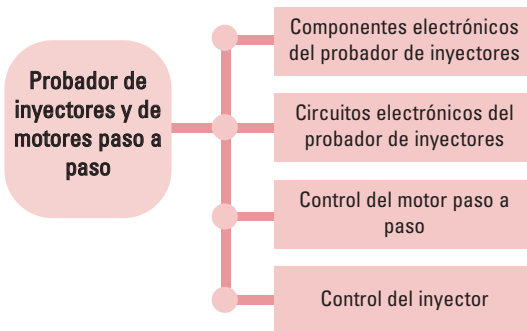 Probador de
inyectores y de
motores paso a
paso
Componentes electrónicos
del probador de inyectores
Circuitos electrónicos del
probador de inyectores
Control del motor paso a
paso
Control del inyector